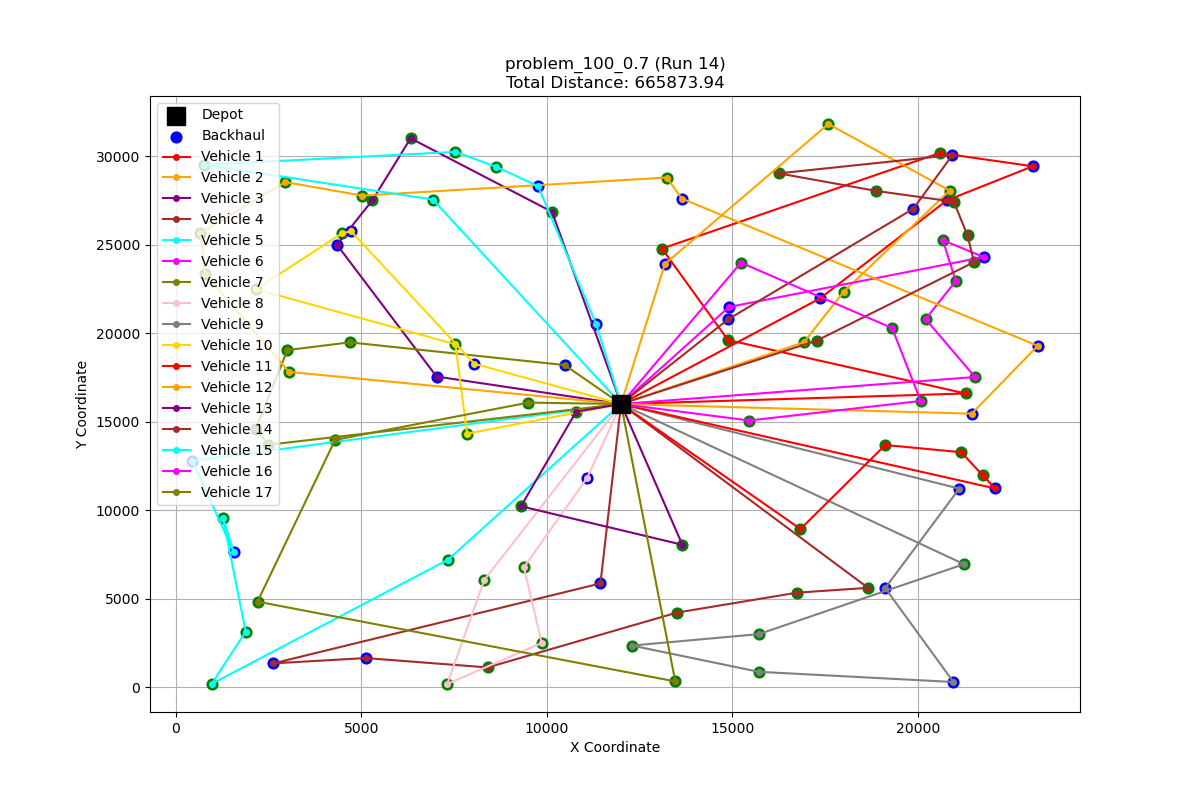 problem_100_0.7 (Run 14)
Total Distance: 665873.94
Depot
Backhaul
Vehicle 1
Vehicle 2
Vehicle 3
Vehicle 4
Vehicle 5
Vehicle 6
Vehicle 7
Vehicle 8
Vehicle 9
Vehicle 10
Vehicle 11
Vehicle 12
Vehicle 13
Vehicle 14
Vehicle 15
Vehicle 16
Vehicle 17
30000
25000
20000
15000
10000
5000
0
Y Coordinate
0 5000 10000 15000 20000
X Coordinate